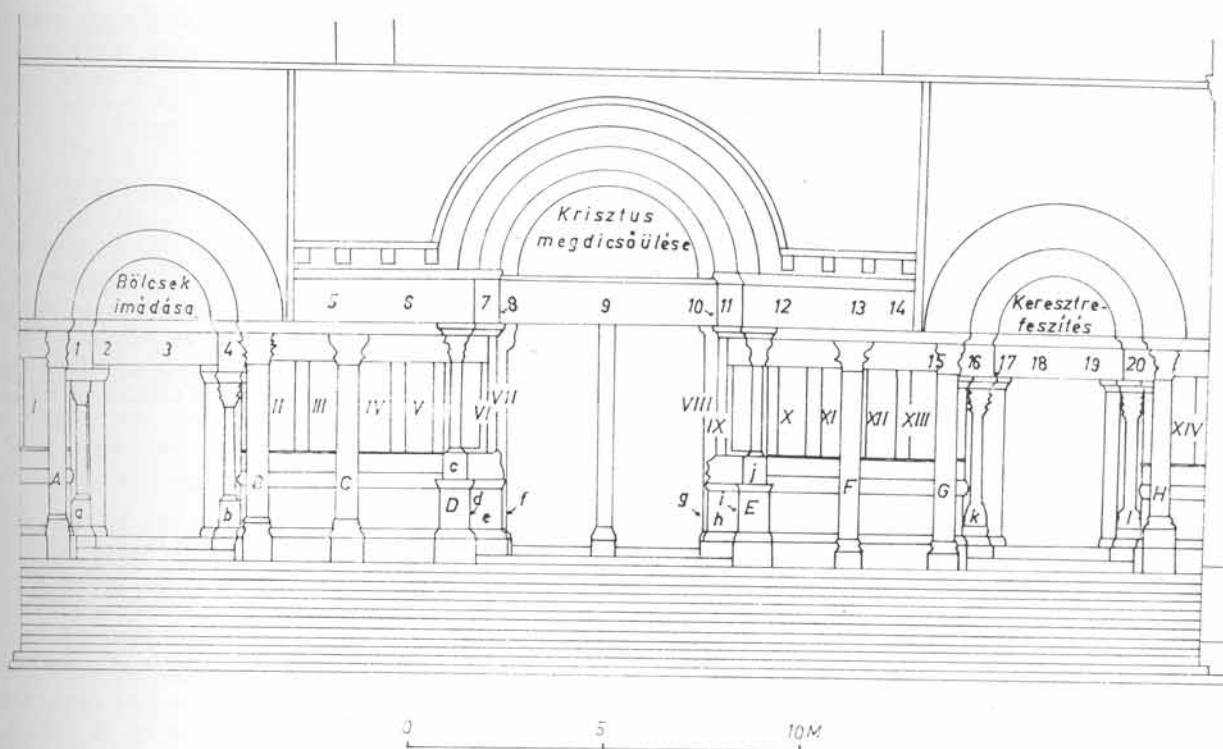 Krisztus
megdicsőülése
Bölcsek
imádása
Keresztre-
feszítés
1 2 3 4 5 6 7 8 9 10 11 12 13 14 15 16 17 18 19 20
I II III IV V VI VII VIII IX X XI XII XIII XIV
A B C D E F G H
a b c d e f g h i j k l
0 5 10M